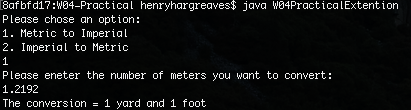 8afbfd17:W04-Practical henryhargreaves$ java W04PracticalExtention
Please chose an option:
1. Metric to Imperial
2. Imperial to Metric
1
Please eneter the number of meters you want to convert:
1.2192
The conversion = 1 yard and 1 foot